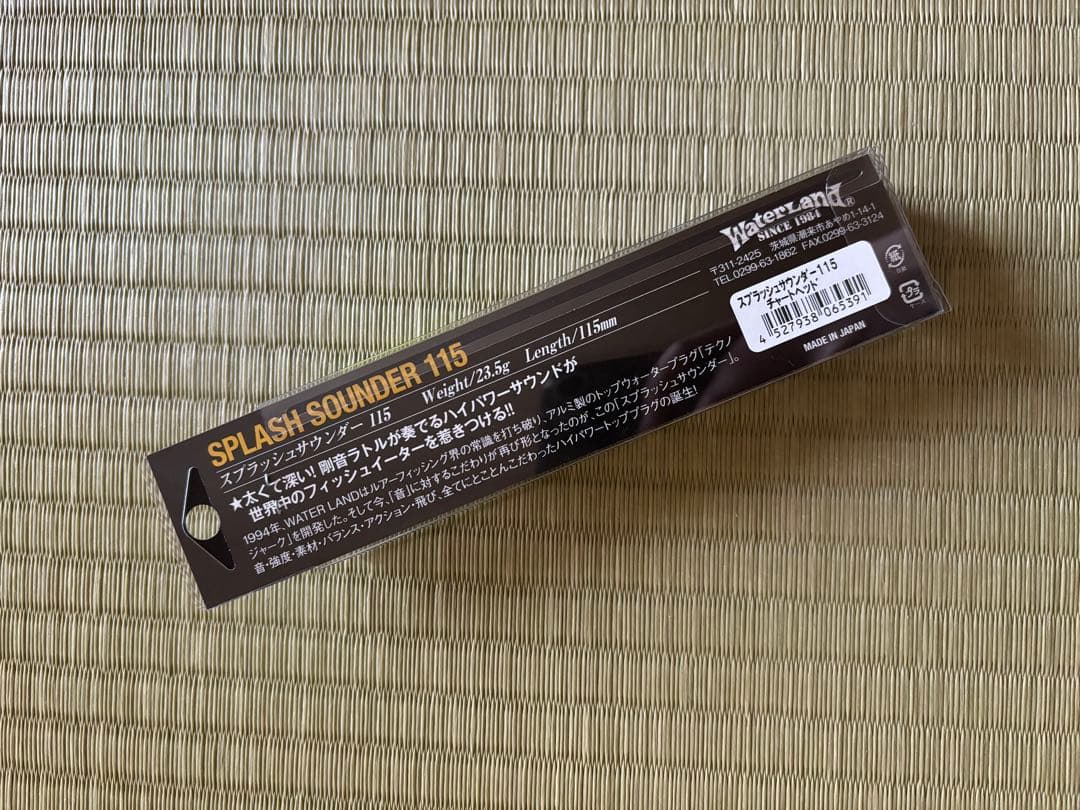 SPLASH SOUNDER 115
スプラッシュサウンダー 115 Weight/23.5g Length/115mm
★太くて深い!剛音ラトルが奏でるハイパワーサウンドが
世界中のフィッシュイーターを惹きつける!!
1994年、WATER LANDはルアーフィッシング界の常識を打ち破り、アルミ製のトップウォータープラグ「テクノ
ジャーク」を開発した。そして今、「音」に対するこだわりが再び形となったのが、この「スプラッシュサウンダー」。
音・強度・素材・バランス・アクション・飛び、全てにとことんこだわったハイパワートッププラグの誕生!
WaterLand®
SINCE 1984
〒311-2425 茨城県潮来市あやめ1-14-1
TEL.0299-63-1862 FAX.0299-63-3124
スプラッシュサウンダー115
チャートヘッド
4 527938 065391
MADE IN JAPAN
紙
台紙
プラ
ケース